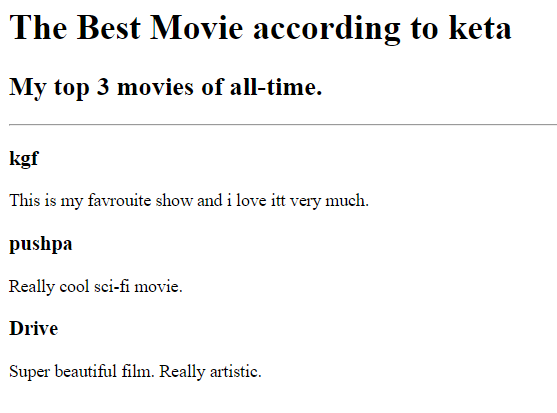 The Best Movie according to keta
My top 3 movies of all-time.
kgf
This is my favrouite show and i love itt very much.
pushpa
Really cool sci-fi movie.
Drive
Super beautiful film. Really artistic.